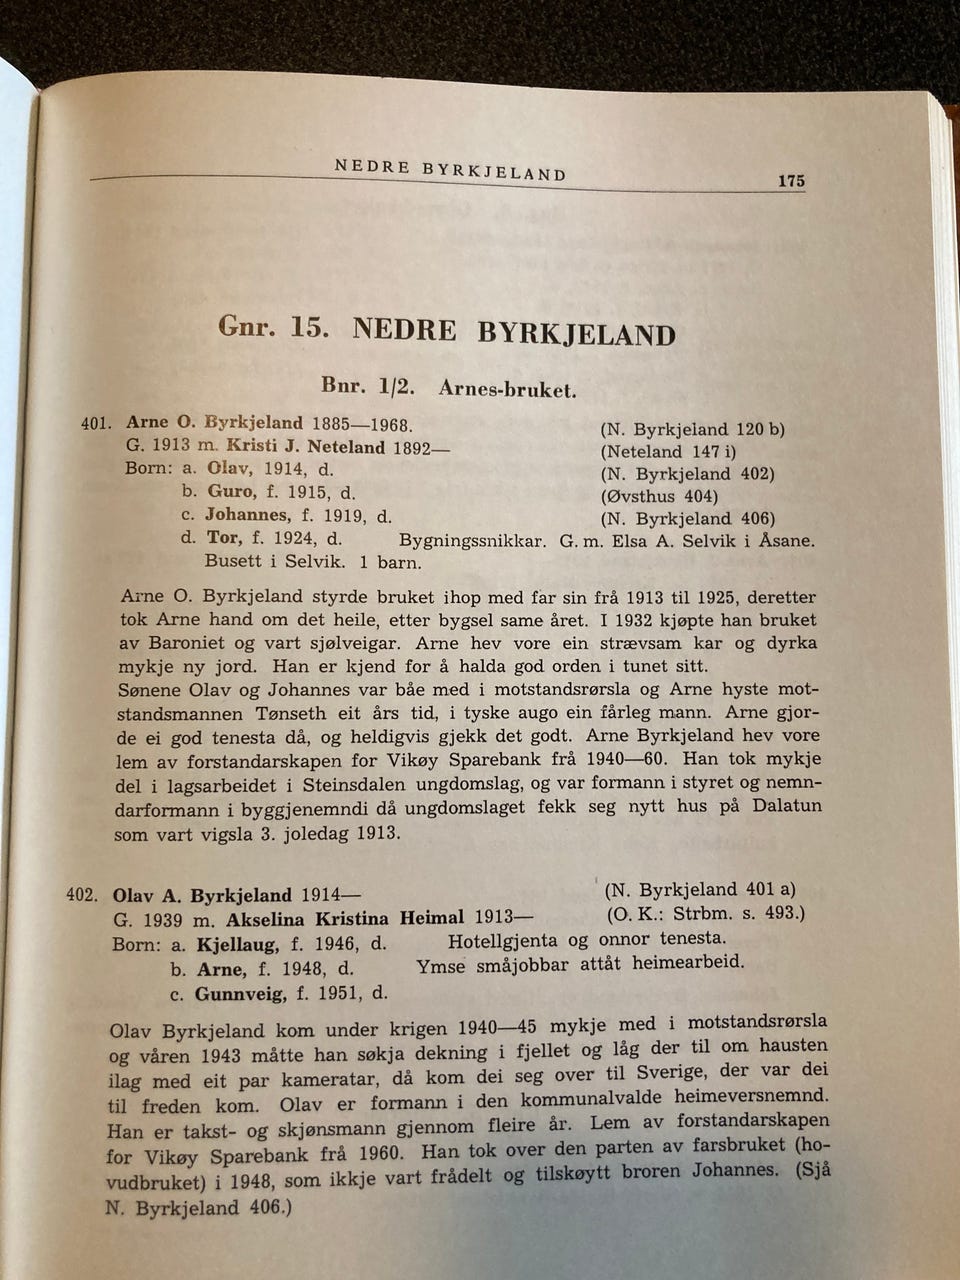 NEDRE BYRKJELAND 175
Gnr. 15. NEDRE BYRKJELAND
Bnr. 1/2. Arnes-bruket.
401. Arne O. Byrkjeland 1885—1968. (N. Byrkjeland 120 b)
G. 1913 m. Kristi J. Neteland 1892— (Neteland 147 i)
Born: a. Olav, 1914, d. (N. Byrkjeland 402)
b. Guro, f. 1915, d. (Øvsthus 404)
c. Johannes, f. 1919, d. (N. Byrkjeland 406)
d. Tor, f. 1924, d. Bygningssnikkar. G. m. Elsa A. Selvik i Åsane.
Busett i Selvik. 1 barn.
Arne O. Byrkjeland styrde bruket ihop med far sin frå 1913 til 1925, deretter
tok Arne hand om det heile, etter bygsel same året. I 1932 kjøpte han bruket
av Baroniet og vart sjølveigar. Arne hev vore ein strævsam kar og dyrka
mykje ny jord. Han er kjend for å halda god orden i tunet sitt.
Sønene Olav og Johannes var båe med i motstandsrørsla og Arne hyste mot-
standsmannen Tønseth eit års tid, i tyske augo ein fårleg mann. Arne gjor-
de ei god tenesta då, og heldigvis gjekk det godt. Arne Byrkjeland hev vore
lem av forstandarskapen for Vikøy Sparebank frå 1940—60. Han tok mykje
del i lagsarbeidet i Steinsdalen ungdomslag, og var formann i styret og nemn-
darformann i byggjenemndi då ungdomslaget fekk seg nytt hus på Dalatun
som vart vigsla 3. joledag 1913.
402. Olav A. Byrkjeland 1914— (N. Byrkjeland 401 a)
G. 1939 m. Akselina Kristina Heimal 1913— (O. K.: Strbm. s. 493.)
Born: a. Kjellaug, f. 1946, d. Hotellgjenta og onnor tenesta.
b. Arne, f. 1948, d. Ymse småjobbar attåt heimearbeid.
c. Gunnveig, f. 1951, d.
Olav Byrkjeland kom under krigen 1940—45 mykje med i motstandsrørsla
og våren 1943 måtte han søkja dekning i fjellet og låg der til om hausten
ilag med eit par kameratar, då kom dei seg over til Sverige, der var dei
til freden kom. Olav er formann i den kommunalvalde heimeversnemnd.
Han er takst- og skjønsmann gjennom fleire år. Lem av forstandarskapen
for Vikøy Sparebank frå 1960. Han tok over den parten av farsbruket (ho-
vudbruket) i 1948, som ikkje vart frådelt og tilskøytt broren Johannes. (Sjå
N. Byrkjeland 406.)